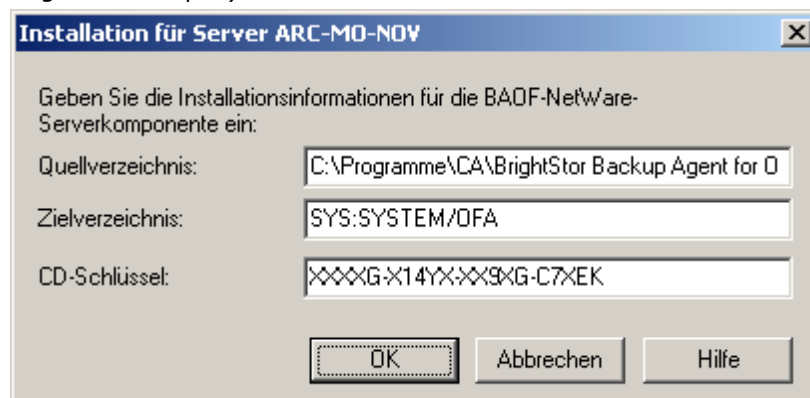 Installation für Server ARC-MO-NOV
Geben Sie die Installationsinformationen für die BAOF-NetWare-
Serverkomponente ein:
Quellverzeichnis: C:\Programme\CA\BrightStor Backup Agent for O
Zielverzeichnis: SYS:SYSTEM/OFA
CD-Schlüssel: XXXXG-X14YX-XX9XG-C7XEK
OK Abbrechen Hilfe